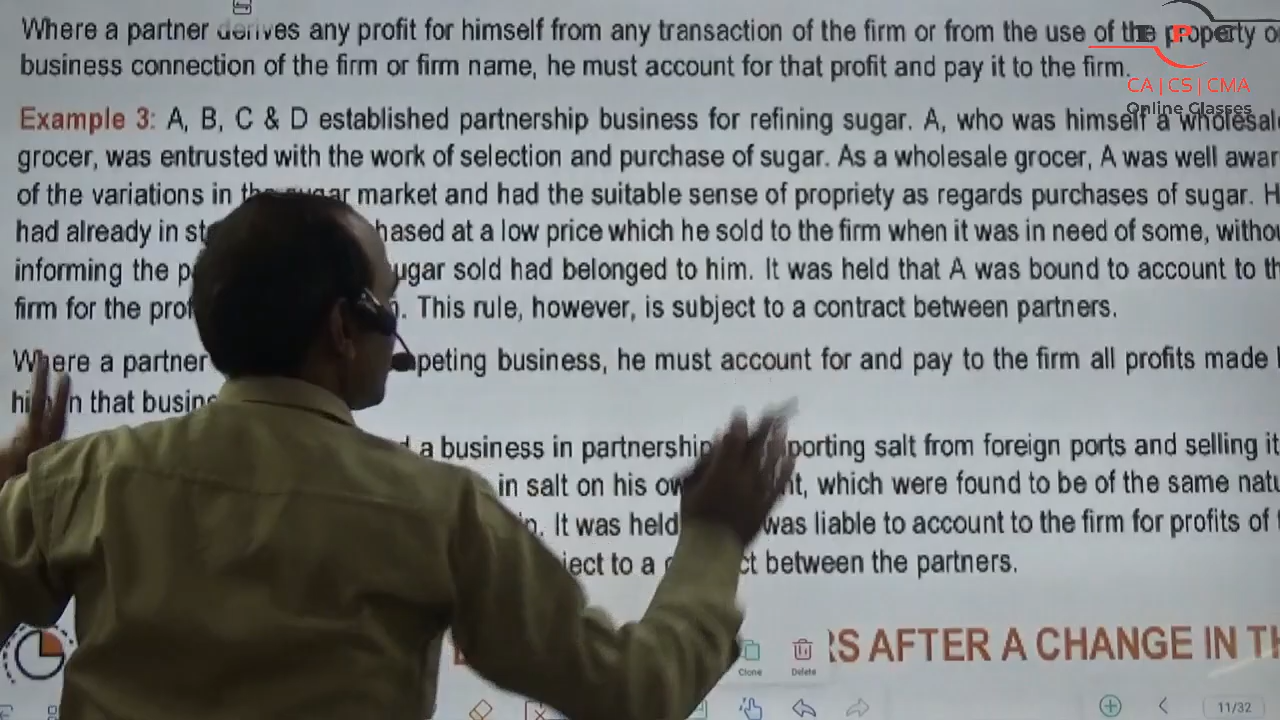 Where a partner derives any profit for himself from any transaction of the firm or from the use of the property o
business connection of the firm or firm name, he must account for that profit and pay it to the firm.
CA | CS | CMA
Online Classes
Example 3: A, B, C & D established partnership business for refining sugar. A, who was himself a wholesal
grocer, was entrusted with the work of selection and purchase of sugar. As a wholesale grocer, A was well awar
of the variations in the sugar market and had the suitable sense of propriety as regards purchases of sugar. H
had already in st hased at a low price which he sold to the firm when it was in need of some, withou
informing the p ugar sold had belonged to him. It was held that A was bound to account to th
firm for the prof . This rule, however, is subject to a contract between partners.
Where a partner peting business, he must account for and pay to the firm all profits made
in that busin
a business in partnership porting salt from foreign ports and selling it
in salt on his ow nt, which were found to be of the same natu
. It was held was liable to account to the firm for profits of
ject to a ct between the partners.
RS AFTER A CHANGE IN TH
Clone
Delete
11/32